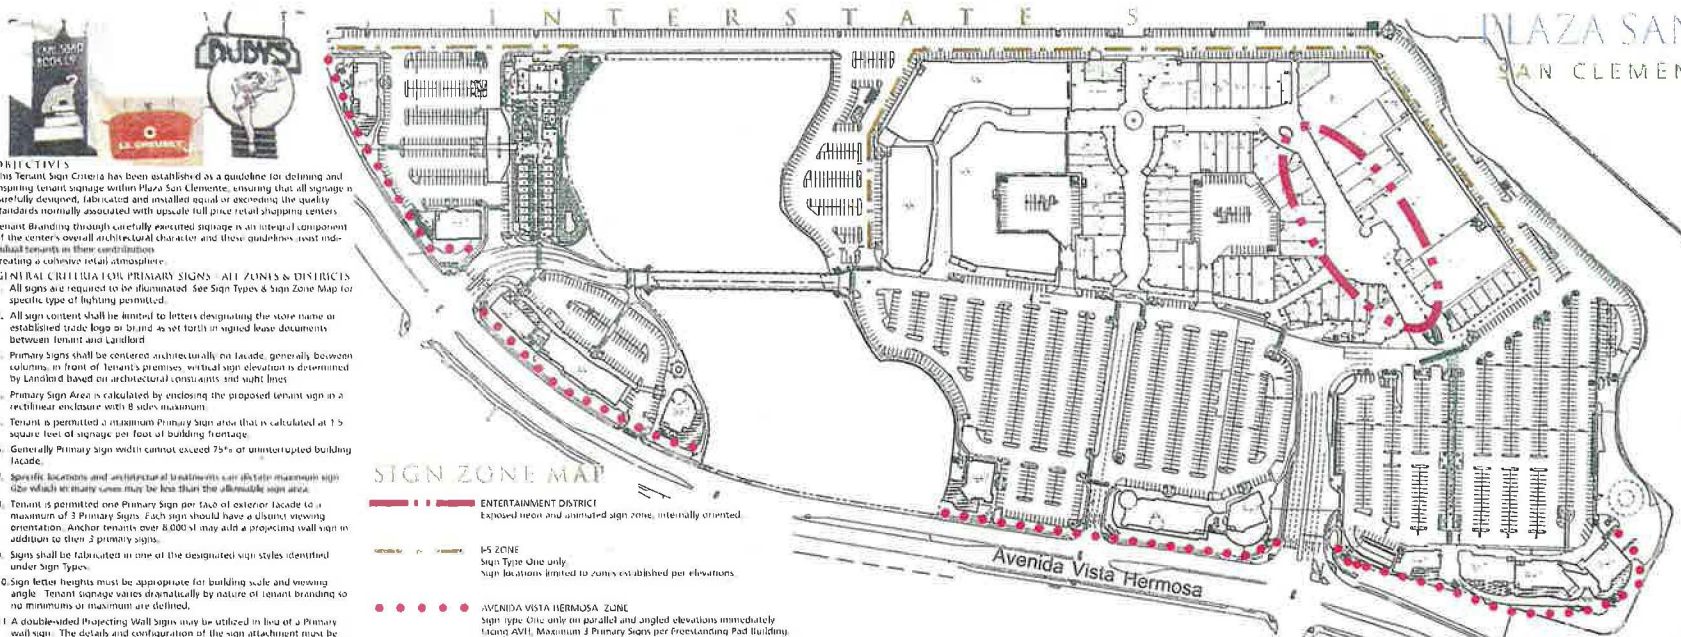 INTERSTATE 5
PLAZA SAN
SAN CLEMEN
CARLSBAD
RUBYS
LE CREUSET
OBJECTIVES
This Tenant Sign Criteria has been established as a guideline for defining and
inspiring tenant signage within Plaza San Clemente, ensuring that all signage is
carefully designed, fabricated and installed equal or exceeding the quality
standards normally associated with upscale full price retail shopping centers.
Tenant Branding through carefully executed signage is an integral component
of the center's overall architectural character and these guidelines assist indi-
vidual tenants in their contribution
creating a cohesive retail atmosphere.
GENERAL CRITERIA FOR PRIMARY SIGNS - ALL ZONES & DISTRICTS
All signs are required to be illuminated. See Sign Types & Sign Zone Map for
specific type of lighting permitted.
All sign content shall be limited to letters designating the store name or
established trade logo or brand as set forth in signed lease documents
between Tenant and Landlord
Primary Signs shall be centered architecturally on facade, generally between
columns, in front of Tenant's premises, vertical sign elevation is determined
by Landlord based on architectural constraints and sight lines
Primary Sign Area is calculated by enclosing the proposed tenant sign in a
rectilinear enclosure with 8 sides maximum.
Tenant is permitted a maximum Primary Sign area that is calculated at 1.5
square feet of signage per foot of building frontage.
Generally Primary Sign width cannot exceed 75% of uninterrupted building
facade.
Specific locations and architectural treatments can dictate maximum sign
size which in many cases may be less than the allowable sign area.
Tenant is permitted one Primary Sign per face of exterior facade to a
maximum of 3 Primary Signs. Each sign should have a distinct viewing
orientation. Anchor tenants over 8,000 sf may add a projecting wall sign in
addition to their 3 primary signs.
Signs shall be fabricated in one of the designated sign styles identified
under Sign Types.
0. Sign letter heights must be appropriate for building scale and viewing
angle. Tenant signage varies dramatically by nature of tenant branding so
no minimums or maximum are defined.
1. A double-sided Projecting Wall Signs may be utilized in lieu of a Primary
wall sign. The details and configuration of the sign attachment must be
SIGN ZONE MAP
ENTERTAINMENT DISTRICT
Exposed neon and animated sign zone, internally oriented.
I-5 ZONE
Sign Type One only
Sign locations limited to zones established per elevations.
AVENIDA VISTA HERMOSA ZONE
Sign Type One only on parallel and angled elevations immediately
facing AVH, Maximum 3 Primary Signs per Freestanding Pad Building.
Avenida Vista Hermosa